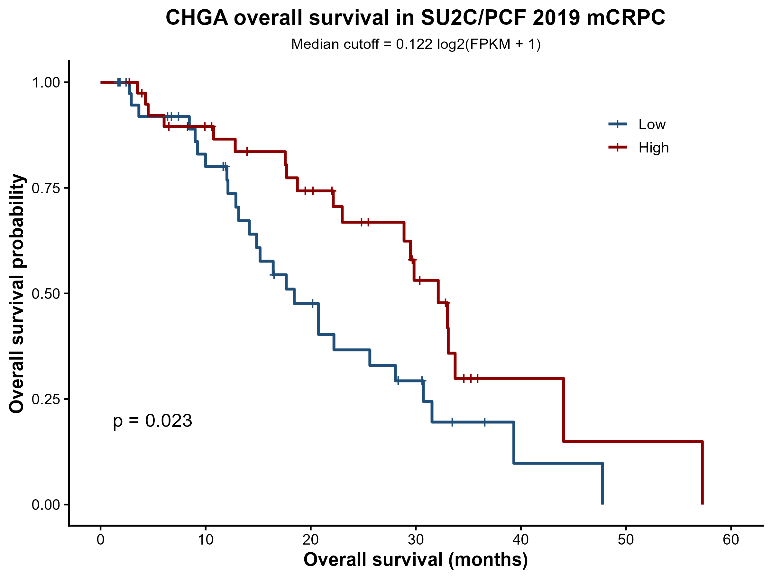 CHGA overall survival in SU2C/PCF 2019 mCRPC
Median cutoff = 0.122 log2(FPKM + 1)
Overall survival probability
1.00
0.75
0.50
0.25
0.00
Low
High
p = 0.023
0 10 20 30 40 50 60
Overall survival (months)